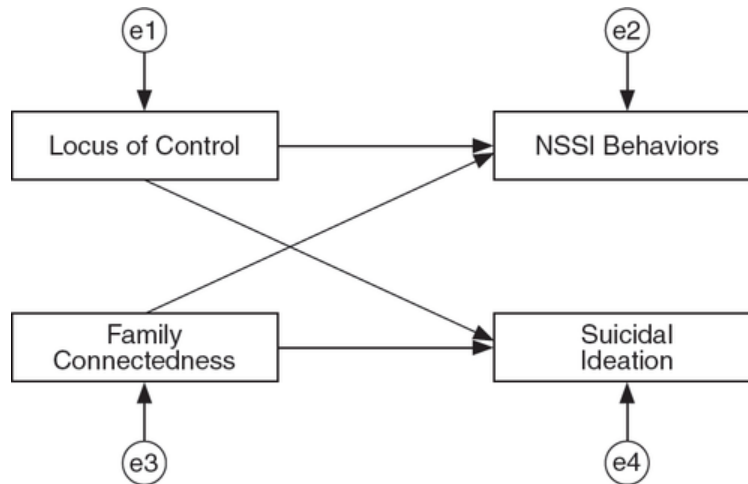 e1
e2
Locus of Control
NSSI Behaviors
Family
Connectedness
Suicidal
Ideation
e3
e4